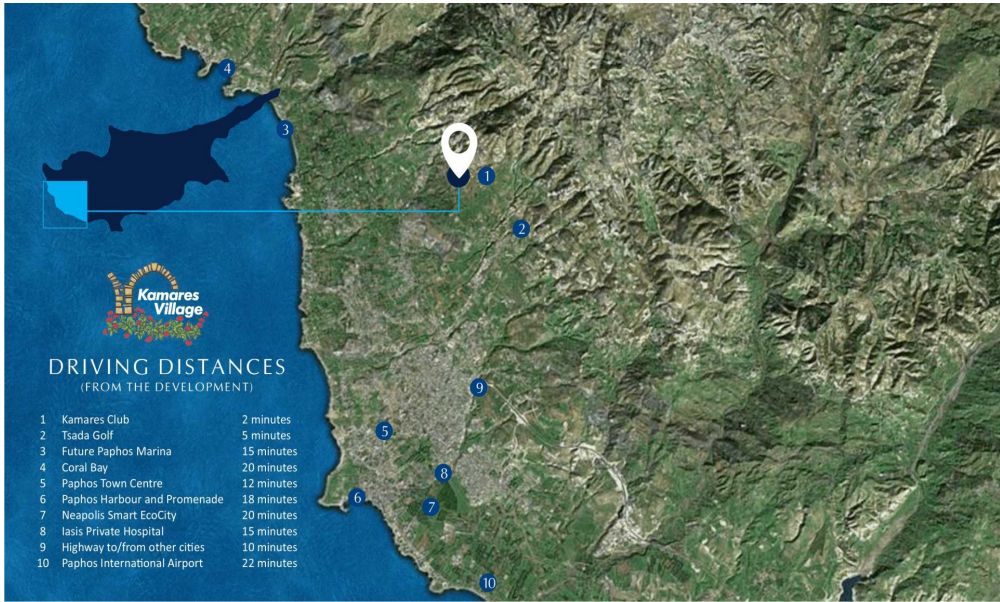 Kamares
Village
DRIVING DISTANCES
(FROM THE DEVELOPMENT)
1 Kamares Club 2 minutes
2 Tsada Golf 5 minutes
3 Future Paphos Marina 15 minutes
4 Coral Bay 20 minutes
5 Paphos Town Centre 12 minutes
6 Paphos Harbour and Promenade 18 minutes
7 Neapolis Smart EcoCity 20 minutes
8 Iasis Private Hospital 15 minutes
9 Highway to/from other cities 10 minutes
10 Paphos International Airport 22 minutes
4
3
1
2
9
5
8
6
7
10